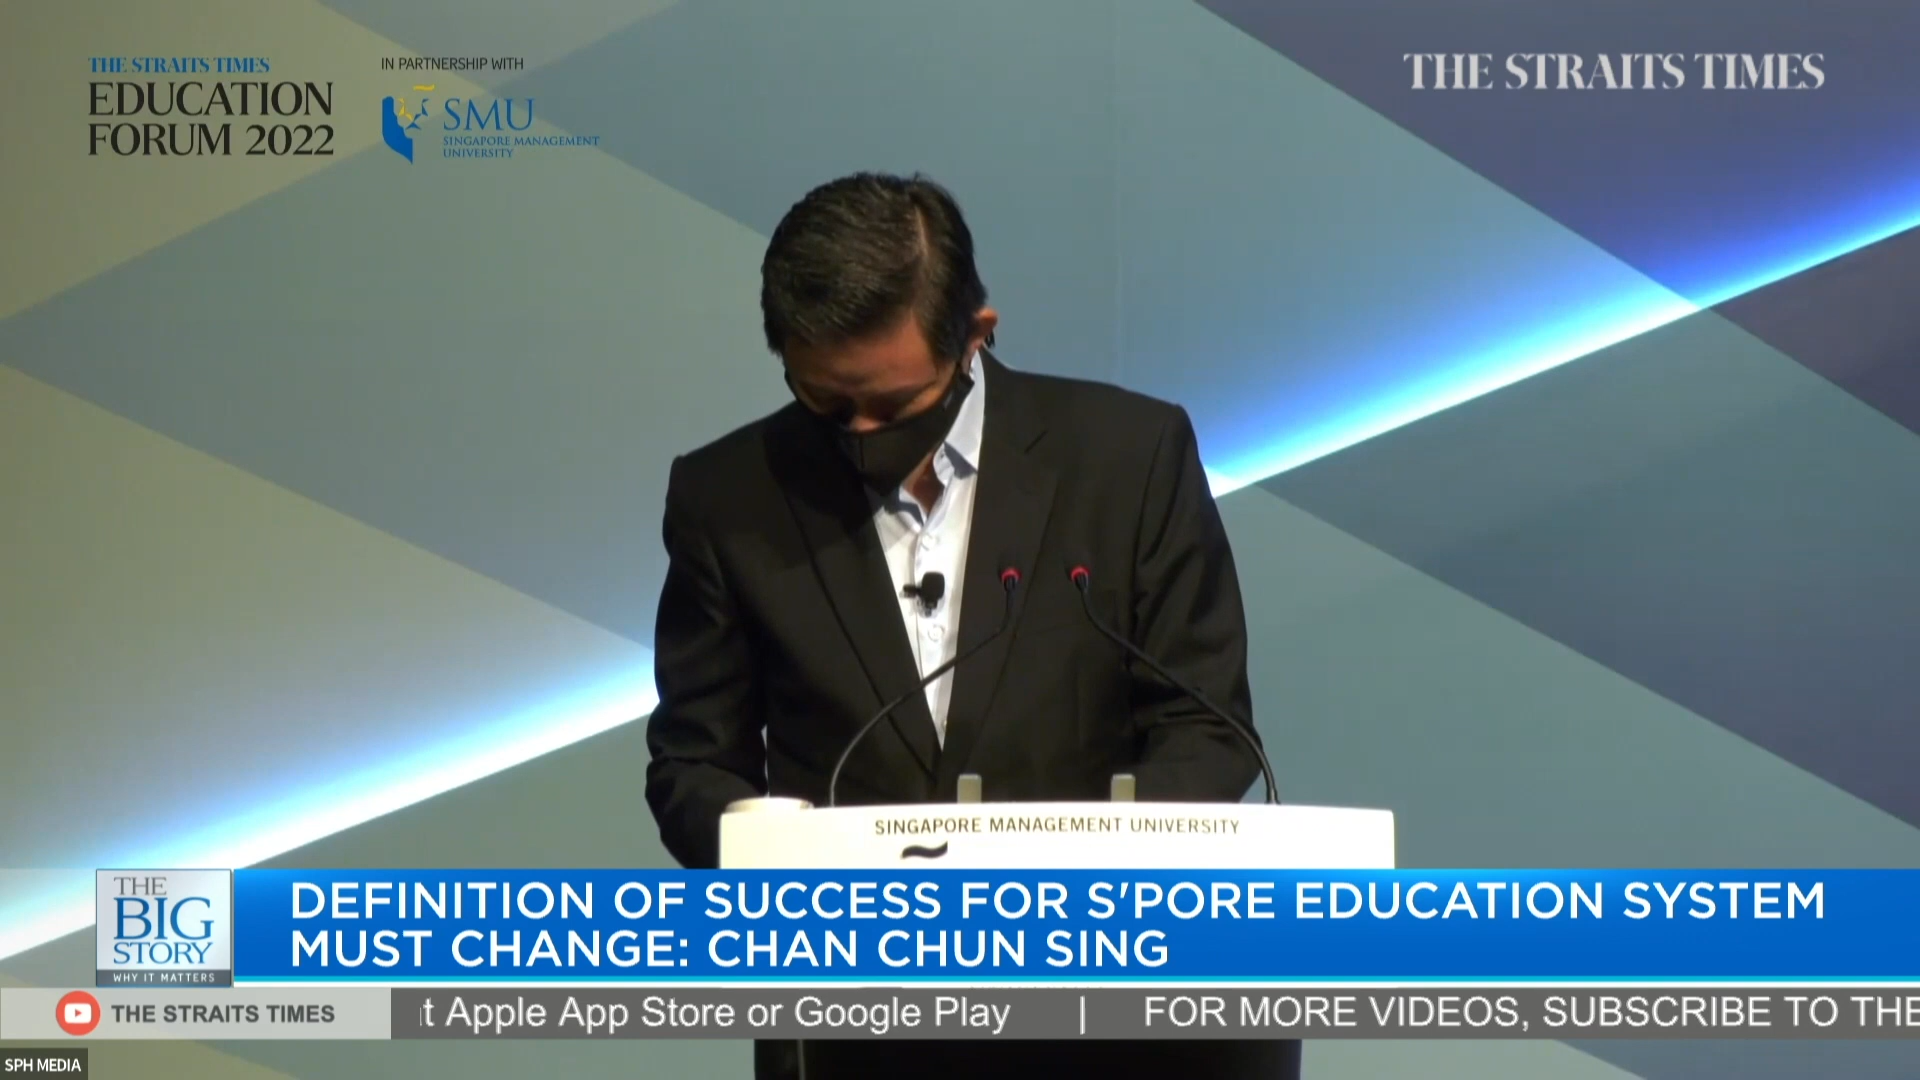 THE STRAITS TIMES
EDUCATION
FORUM 2022
IN PARTNERSHIP WITH
SMU
SINGAPORE MANAGEMENT
UNIVERSITY
THE STRAITS TIMES
SINGAPORE MANAGEMENT UNIVERSITY
THE
BIG
STORY
WHY IT MATTERS
DEFINITION OF SUCCESS FOR S'PORE EDUCATION SYSTEM
MUST CHANGE: CHAN CHUN SING
THE STRAITS TIMES
t Apple App Store or Google Play | FOR MORE VIDEOS, SUBSCRIBE TO THE
SPH MEDIA